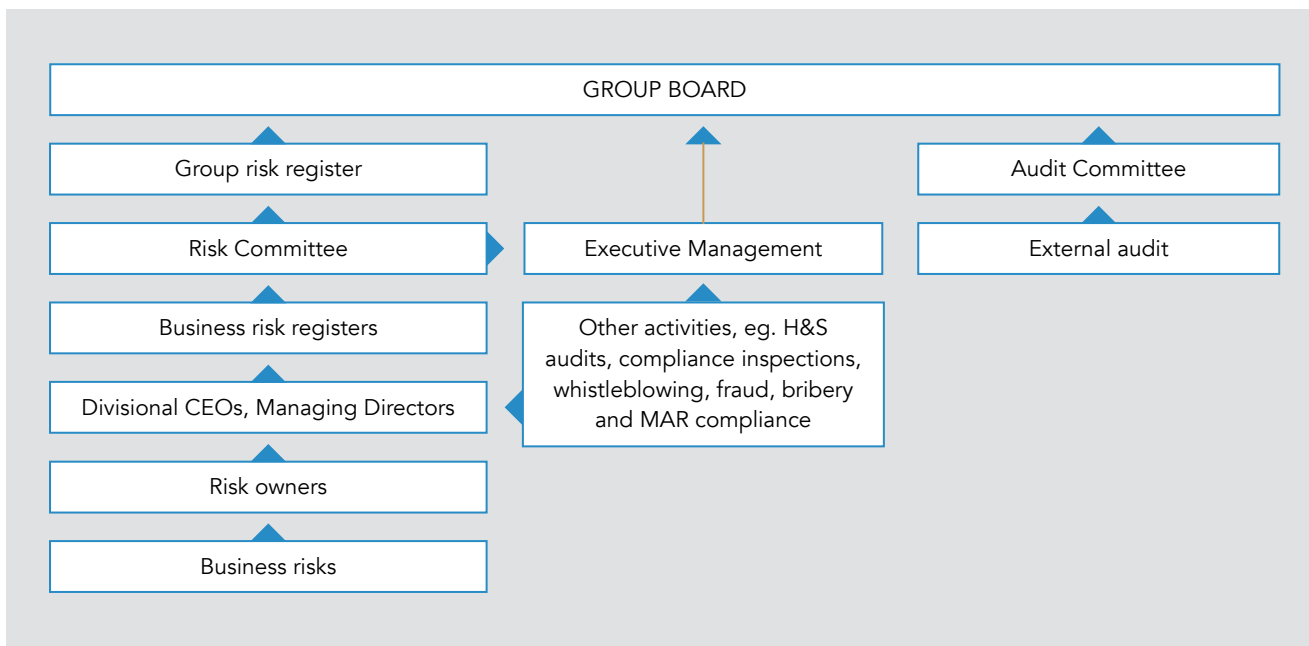 GROUP BOARD
Group risk register
Audit Committee
Risk Committee
Executive Management
External audit
Business risk registers
Other activities, eg. H&S
audits, compliance inspections,
whistleblowing, fraud, bribery
and MAR compliance
Divisional CEOs, Managing Directors
Risk owners
Business risks